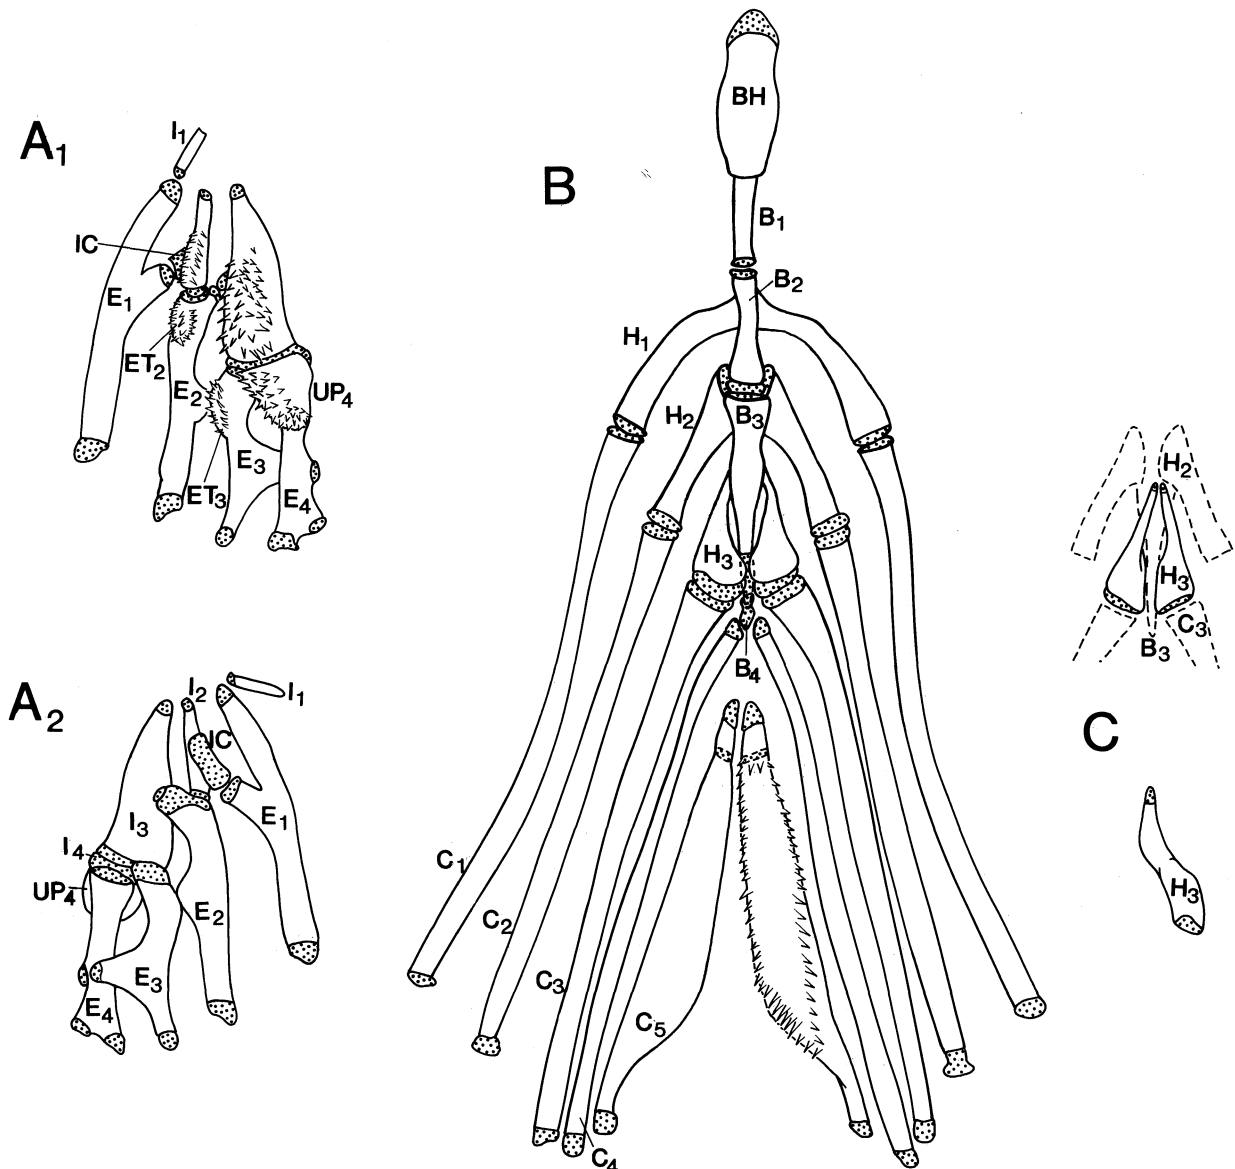 A₁
I₁
IC
E₁
ET₂
E₂
UP₄
ET₃
E₃
E₄
A₂
I₂
I₁
IC
I₃
E₁
I₄
UP₄
E₂
E₃
E₄
B
BH
B₁
B₂
H₁
H₂
B₃
H₃
B₄
C₁
C₂
C₃
C₅
C₄
H₂
H₃
C₃
B₃
C
H₃